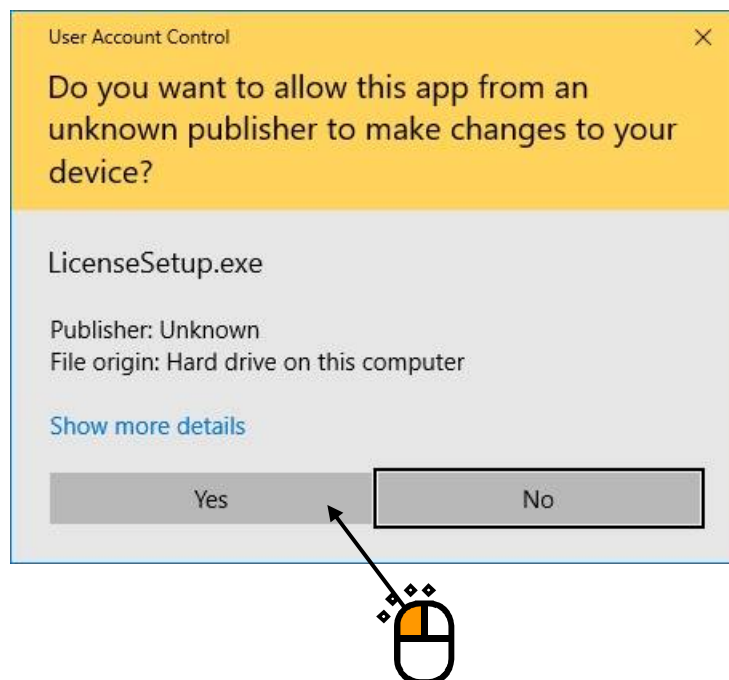 User Account Control
Do you want to allow this app from an
unknown publisher to make changes to your
device?
LicenseSetup.exe
Publisher: Unknown
File origin: Hard drive on this computer
Show more details
Yes
No